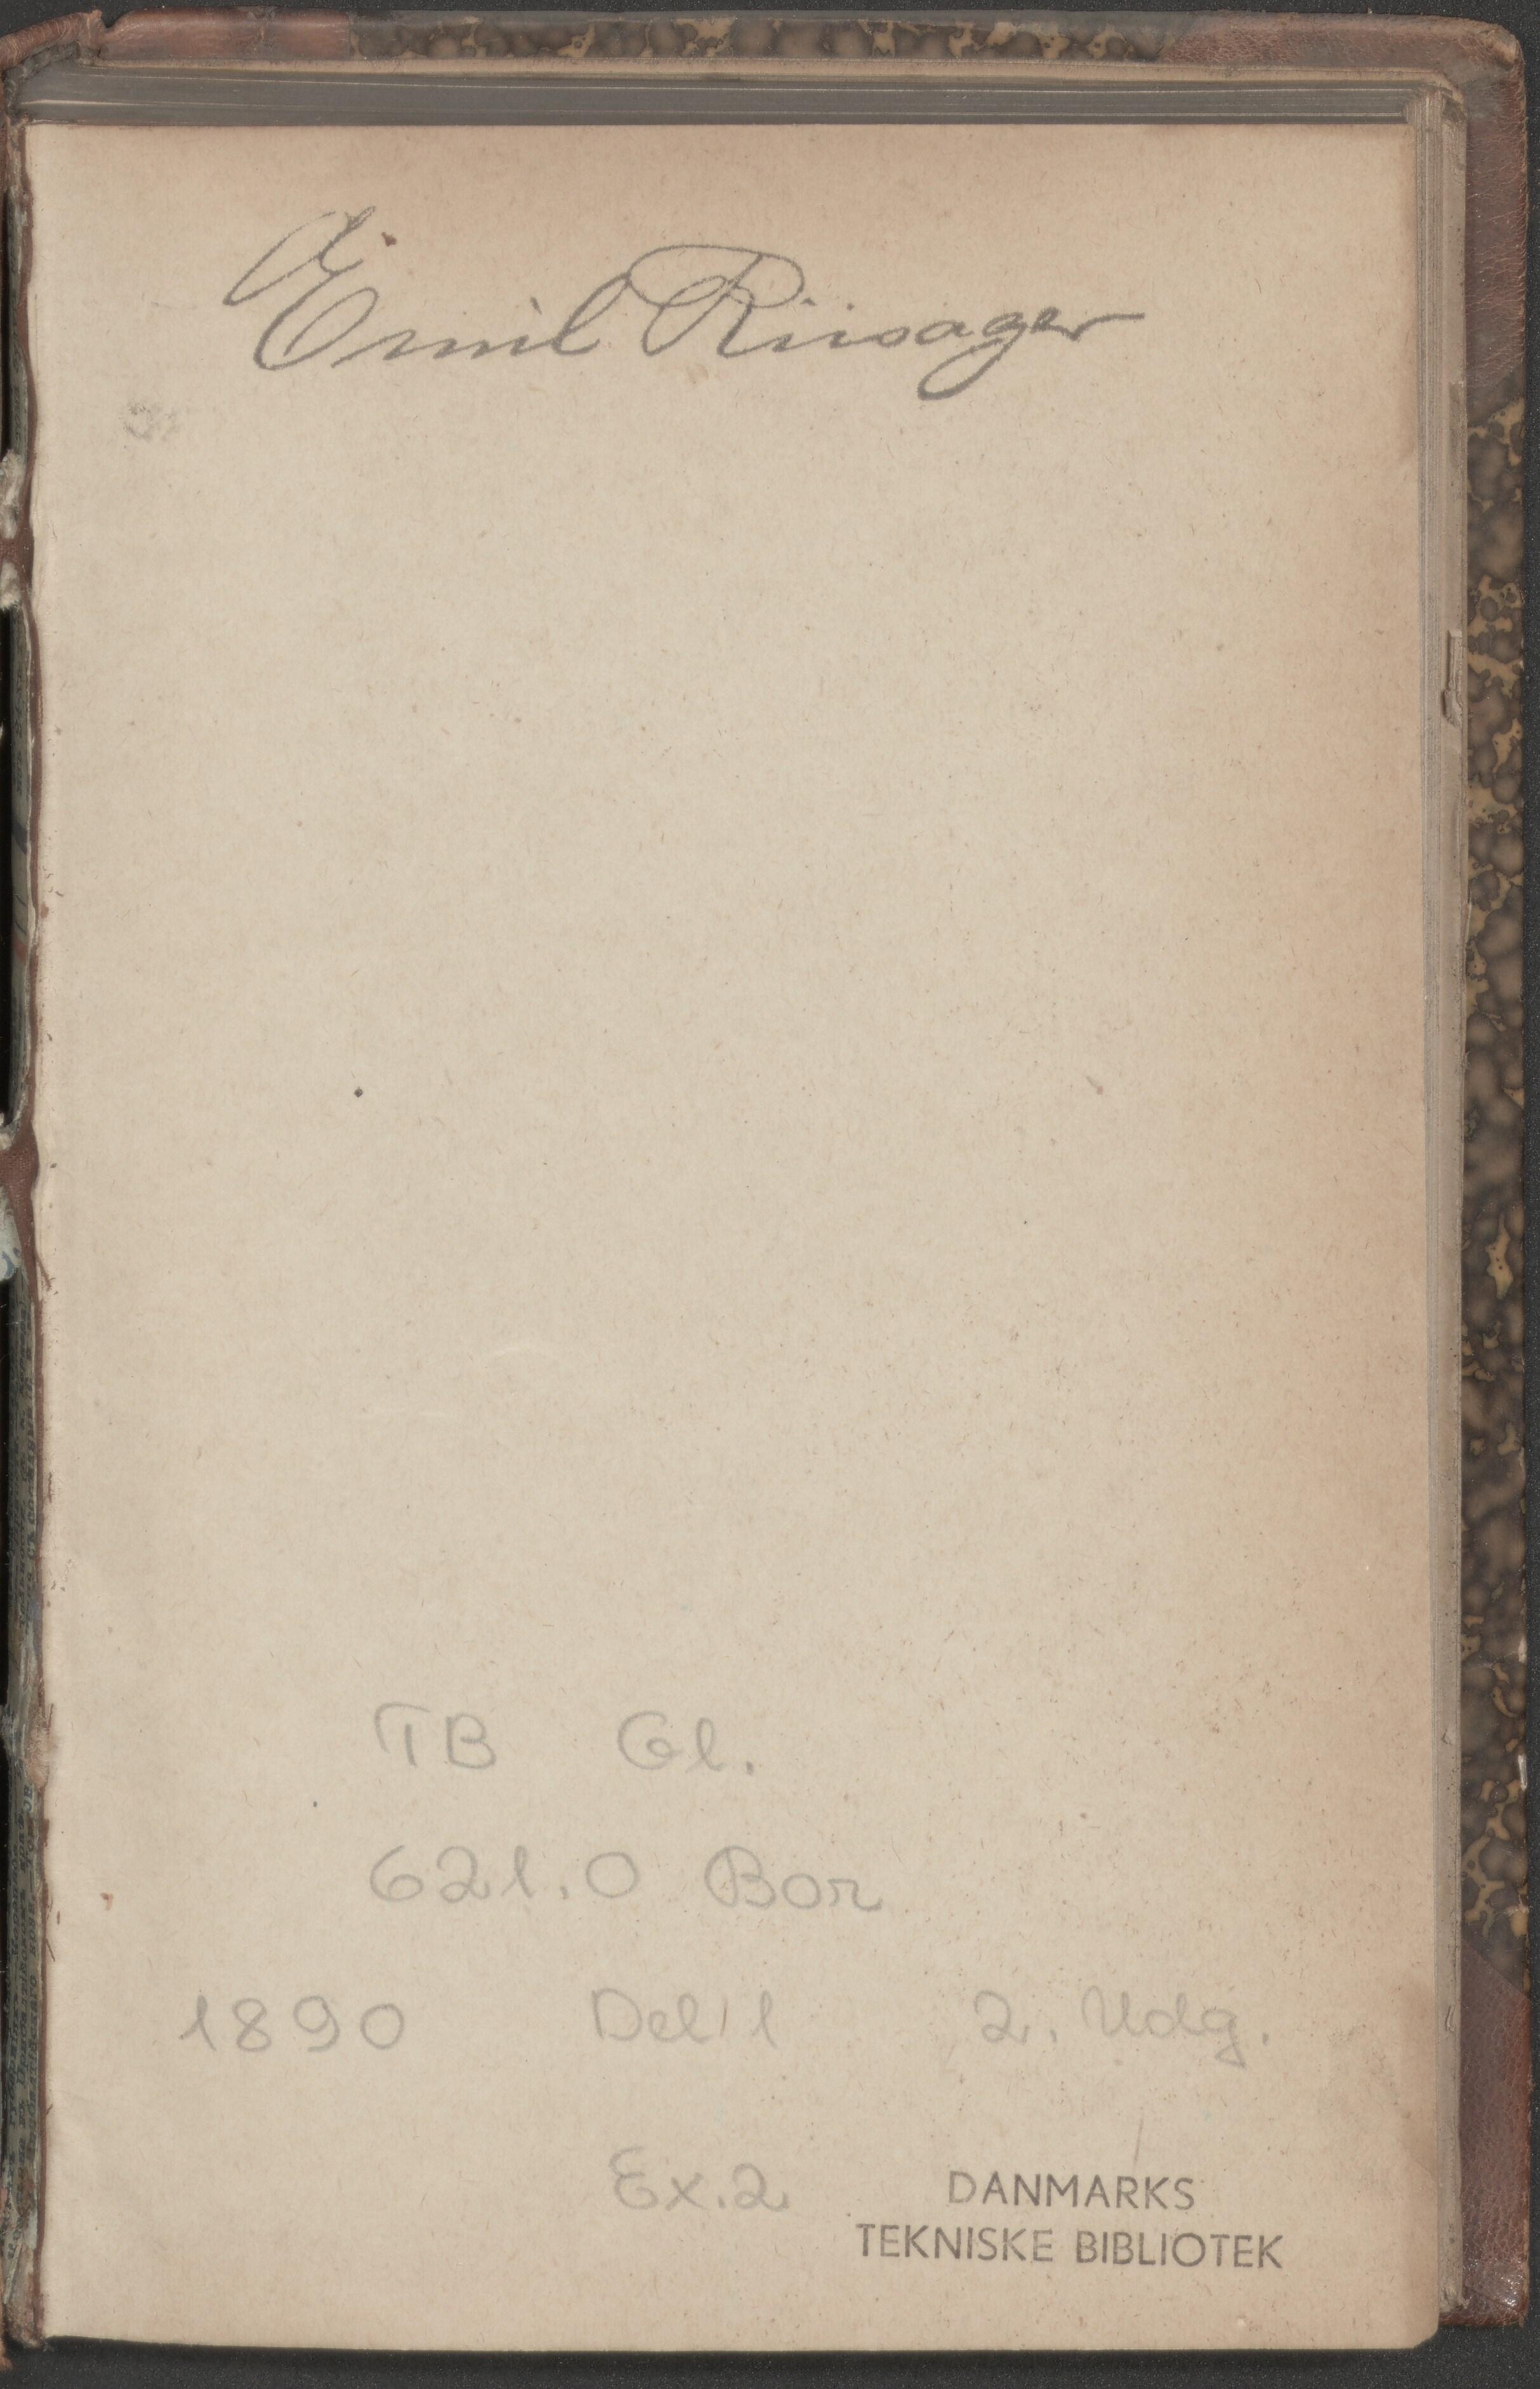 Emil Riisager
TB Gl.
621.0 Bor
1890 Del 1 2. Udg.
Ex. 2
DANMARKS
TEKNISKE BIBLIOTEK